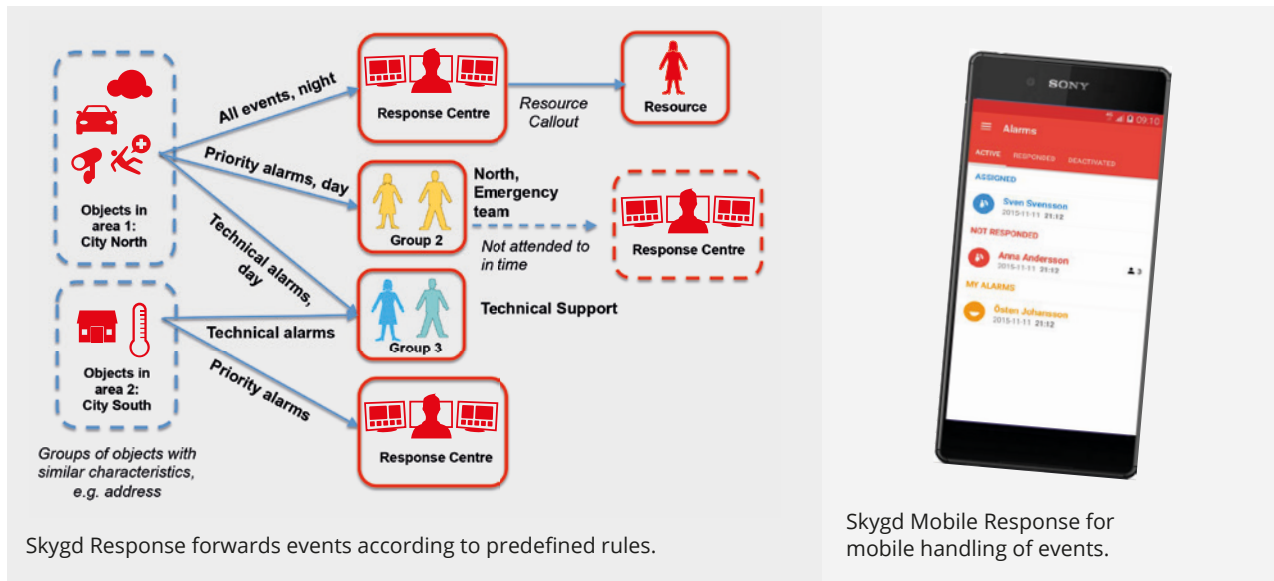 Objects in
area 1:
City North
Objects in
area 2:
City South
Groups of objects with
similar characteristics,
e.g. address
All events, night
Priority alarms, day
Technical alarms,
day
Technical alarms
Priority alarms
Response Centre
Resource
Callout
Resource
Group 2
North,
Emergency
team
Not attended to
in time
Response Centre
Group 3
Technical Support
Response Centre
Skygd Response forwards events according to predefined rules.
SONY
09:10
Alarms
ACTIVE RESPONDED DEACTIVATED
ASSIGNED
Sven Svensson
2015-11-11 21:12
NOT RESPONDED
Anna Andersson
2015-11-11 21:12
3
MY ALARMS
Östen Johansson
2015-11-11 21:12
Skygd Mobile Response for
mobile handling of events.